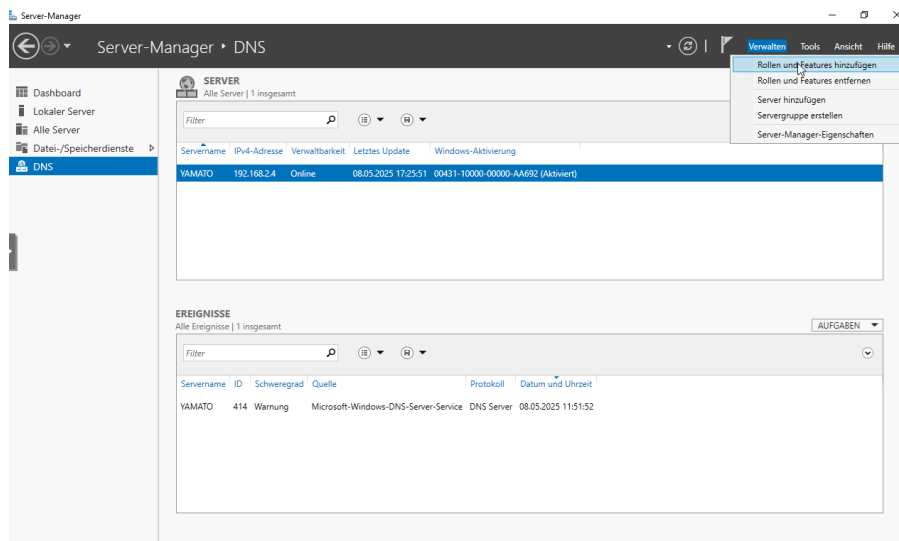 Server-Manager
Server-Manager ‣ DNS
Verwalten Tools Ansicht Hilfe
Rollen und Features hinzufügen
Rollen und Features entfernen
Server hinzufügen
Servergruppe erstellen
Server-Manager-Eigenschaften
Dashboard
Lokaler Server
Alle Server
Datei-/Speicherdienste
DNS
SERVER
Alle Server | 1 insgesamt
Filter
Servername IPv4-Adresse Verwaltbarkeit Letztes Update Windows-Aktivierung
YAMATO 192.168.2.4 Online 08.05.2025 17:25:51 00431-10000-00000-AA692 (Aktiviert)
EREIGNISSE
Alle Ereignisse | 1 insgesamt
AUFGABEN
Filter
Servername ID Schweregrad Quelle Protokoll Datum und Uhrzeit
YAMATO 414 Warnung Microsoft-Windows-DNS-Server-Service DNS Server 08.05.2025 11:51:52